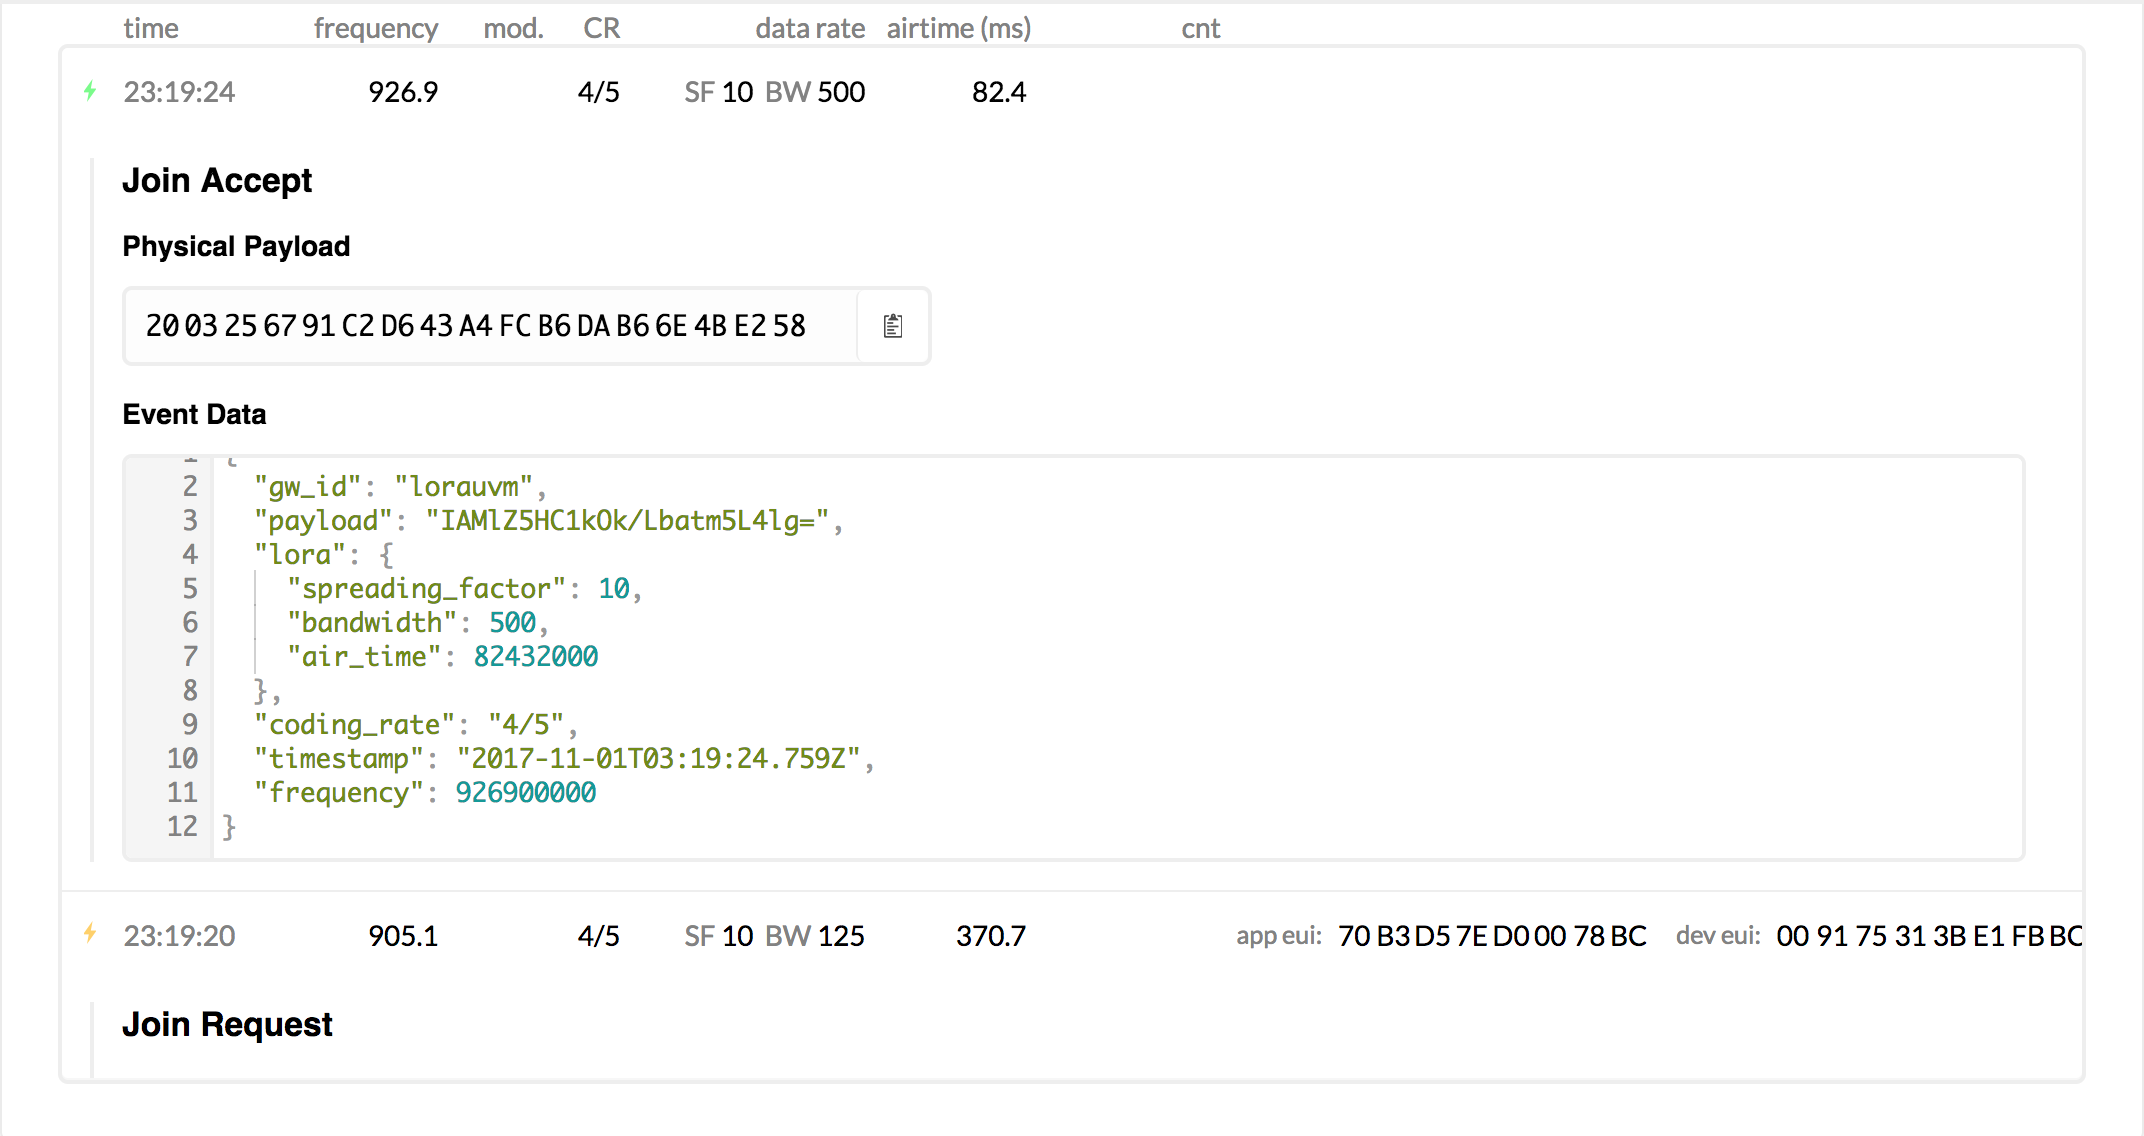 time frequency mod. CR data rate airtime (ms) cnt
23:19:24 926.9 4/5 SF 10 BW 500 82.4
Join Accept
Physical Payload
20 03 25 67 91 C2 D6 43 A4 FC B6 DA B6 6E 4B E2 58
Event Data
1 {
2 "gw_id": "lorauvm",
3 "payload": "IAMlZ5HC1kOk/Lbatm5L4lg=",
4 "lora": {
5 "spreading_factor": 10,
6 "bandwidth": 500,
7 "air_time": 82432000
8 },
9 "coding_rate": "4/5",
10 "timestamp": "2017-11-01T03:19:24.759Z",
11 "frequency": 926900000
12 }
23:19:20 905.1 4/5 SF 10 BW 125 370.7 app eui: 70 B3 D5 7E D0 00 78 BC dev eui: 00 91 75 31 3B E1 FB BC
Join Request